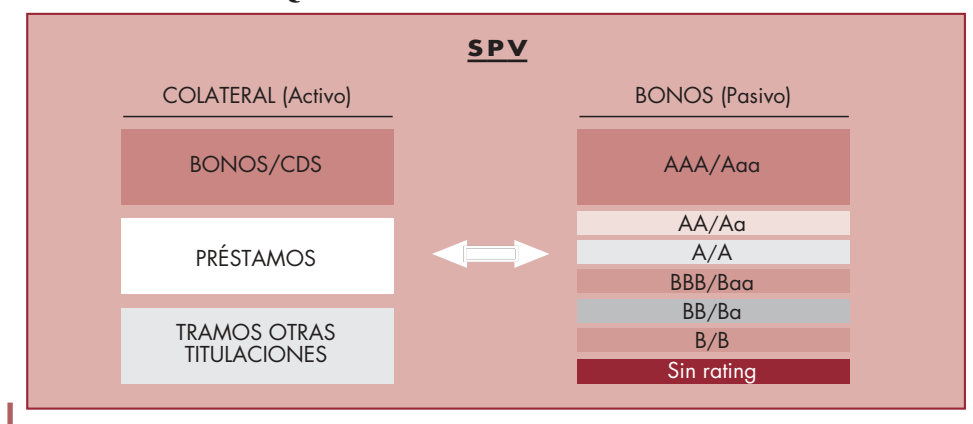 SPV
COLATERAL (Activo)
BONOS/CDS
PRÉSTAMOS
TRAMOS OTRAS
TITULACIONES
BONOS (Pasivo)
AAA/Aaa
AA/Aa
A/A
BBB/Baa
BB/Ba
B/B
Sin rating